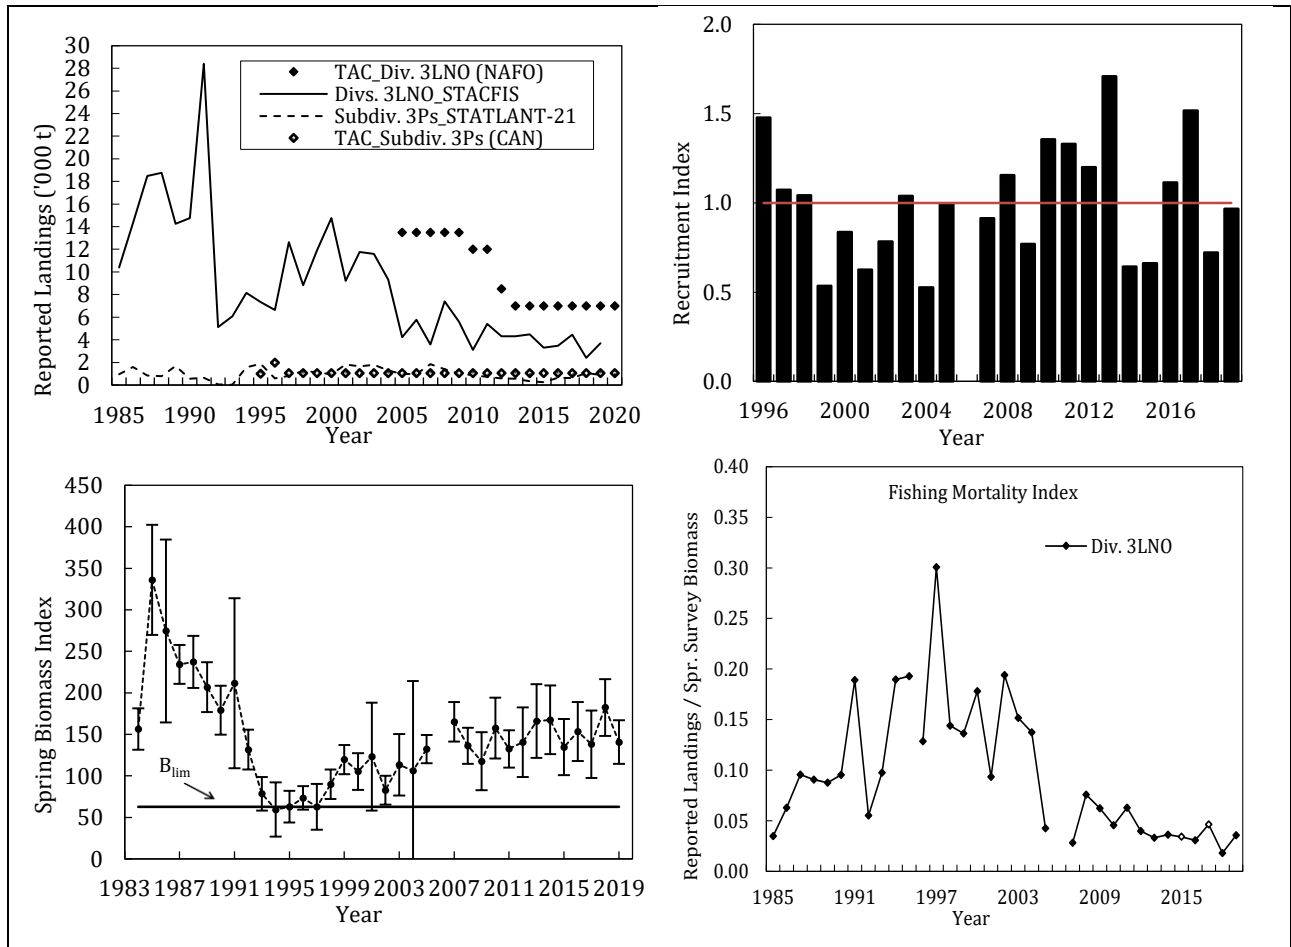 30
28
26
24
22
20
18
16
14
12
10
8
6
4
2
0
Reported Landings ('000 t)
TAC_Div. 3LNO (NAFO)
Divs. 3LNO_STACFIS
Subdiv. 3Ps_STATLANT-21
TAC_Subdiv. 3Ps (CAN)
1985 1990 1995 2000 2005 2010 2015 2020
Year
2.0
1.5
1.0
0.5
0.0
Recruitment Index
1996 2000 2004 2008 2012 2016
Year
450
400
350
300
250
200
150
100
50
0
Spring Biomass Index
Blim
1983 1987 1991 1995 1999 2003 2007 2011 2015 2019
Year
0.40
0.35
0.30
0.25
0.20
0.15
0.10
0.05
0.00
Reported Landings / Spr. Survey Biomass
Fishing Mortality Index
Div. 3LNO
1985 1991 1997 2003 2009 2015
Year